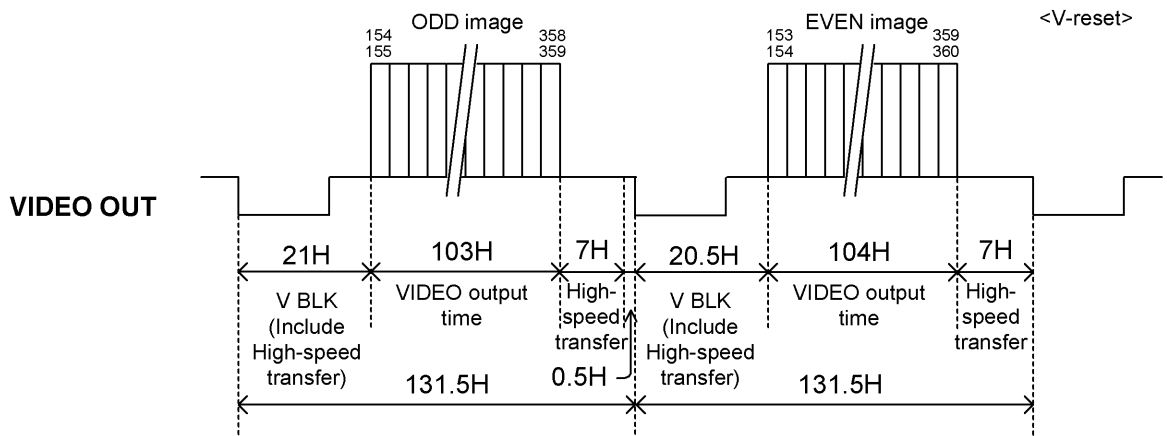 ODD image
EVEN image
<V-reset>
154
155
358
359
153
154
359
360
VIDEO OUT
21H
103H
7H
20.5H
104H
7H
V BLK
(Include
High-speed
transfer)
VIDEO output
time
High-
speed
transfer
V BLK
(Include
High-speed
transfer)
VIDEO output
time
High-
speed
transfer
0.5H
131.5H
131.5H